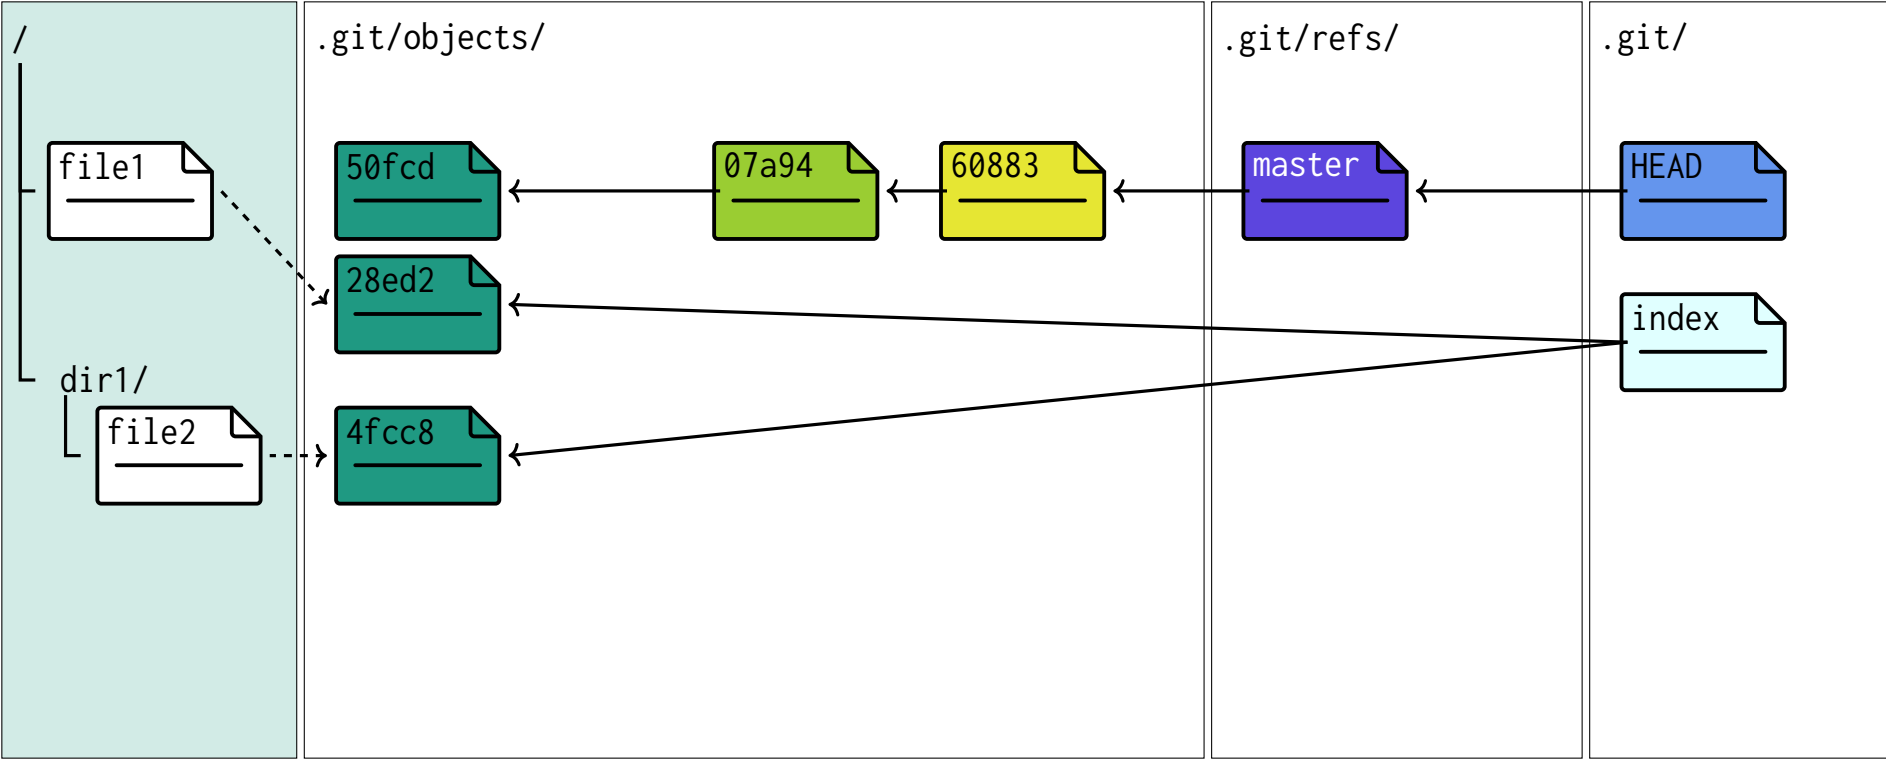 /
.git/objects/
.git/refs/
.git/
file1
50fcd
07a94
60883
master
HEAD
28ed2
index
dir1/
file2
4fcc8